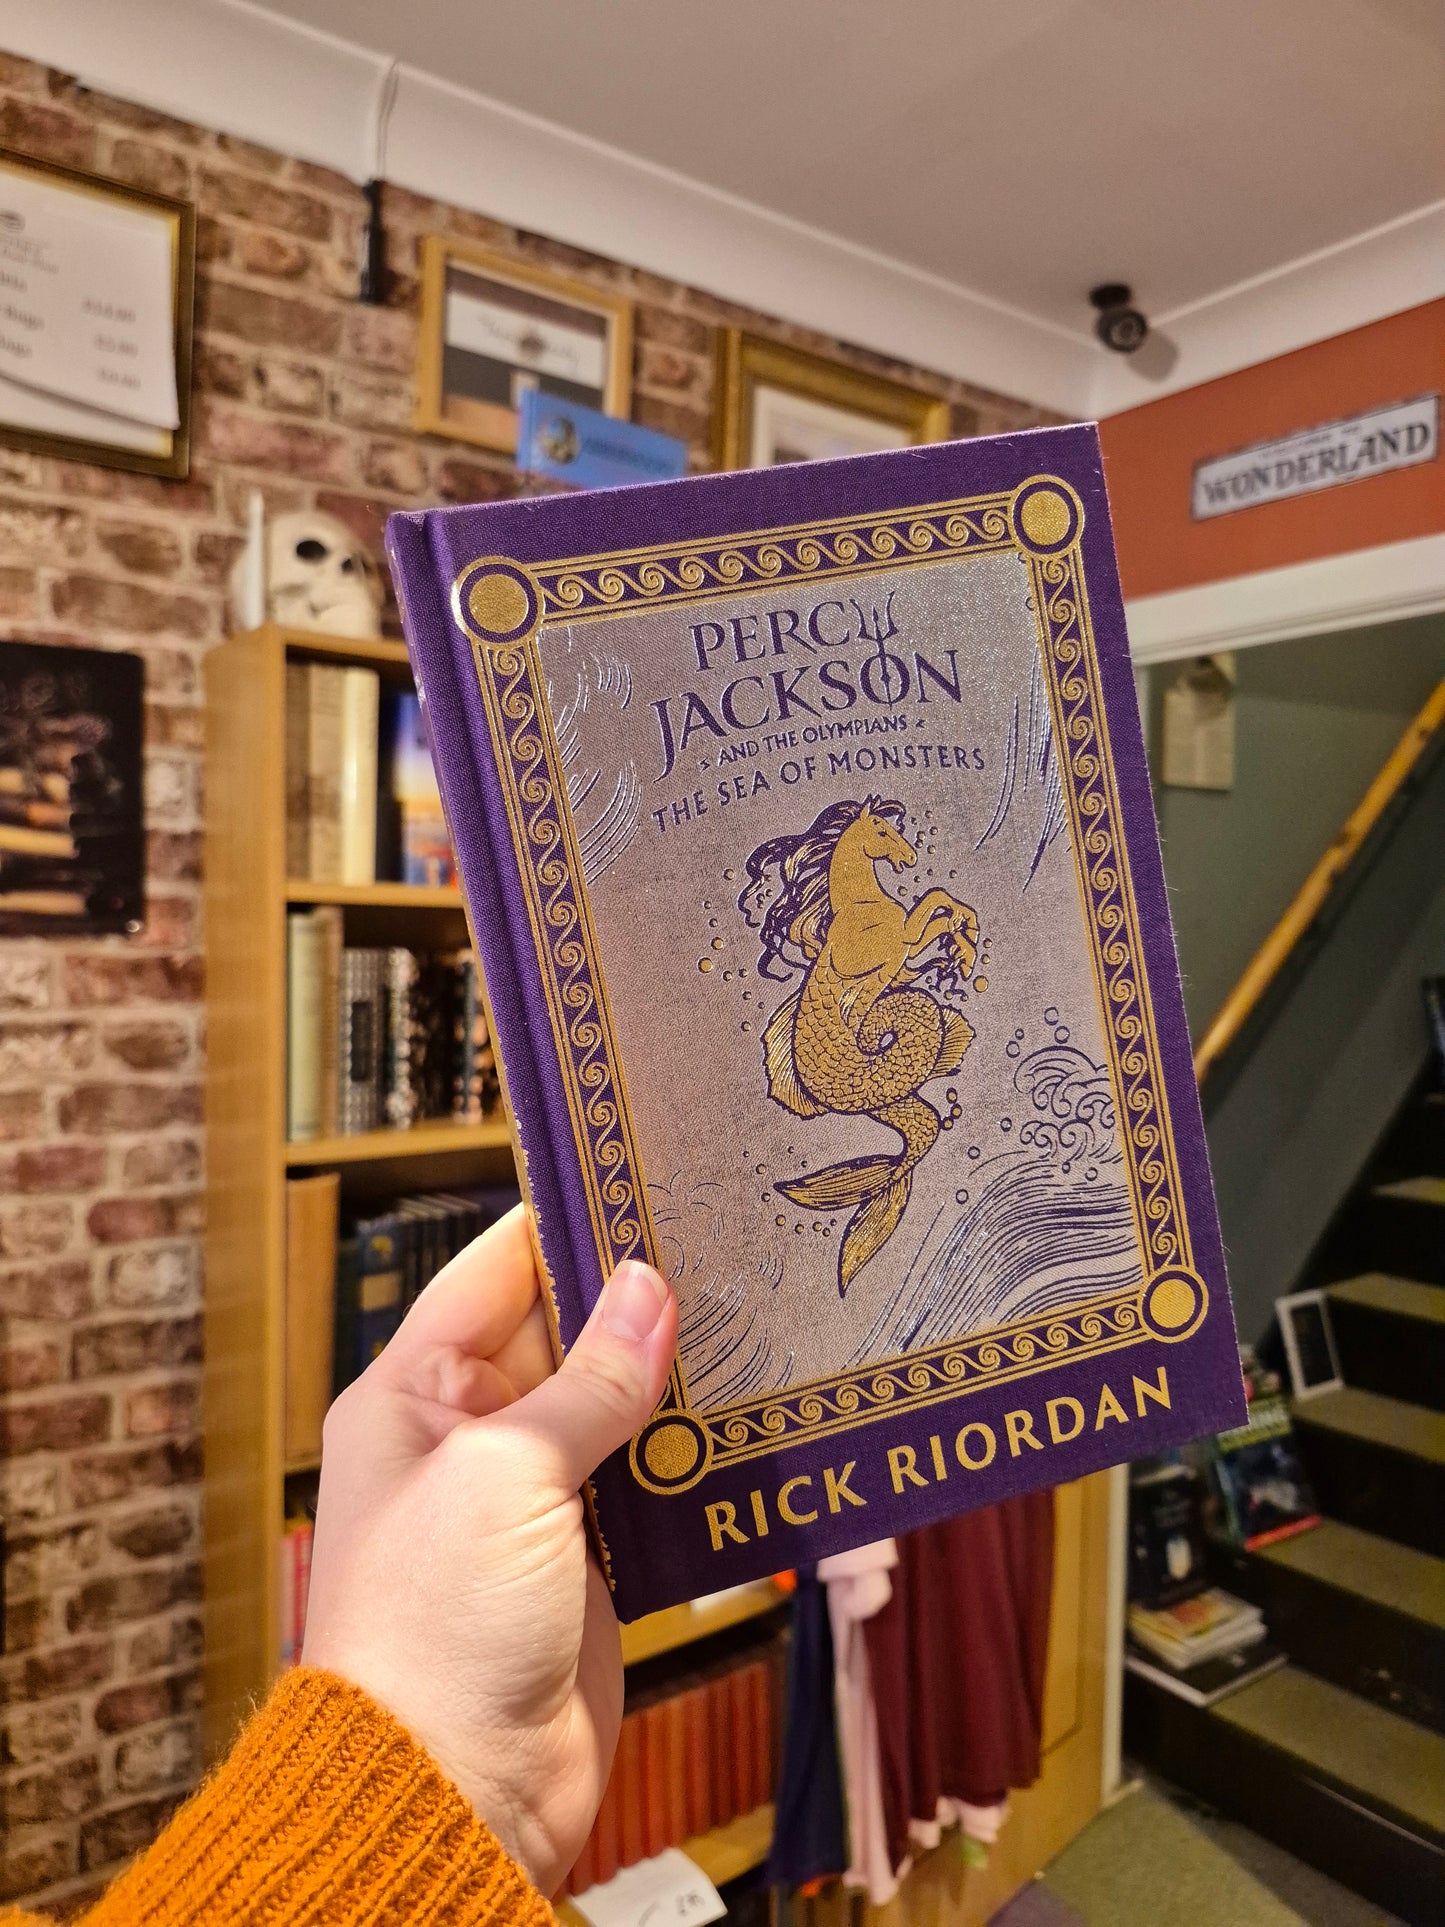 WONDERLAND
PERCY
JACKSON
AND THE OLYMPIANS
THE SEA OF MONSTERS
RICK RIORDAN